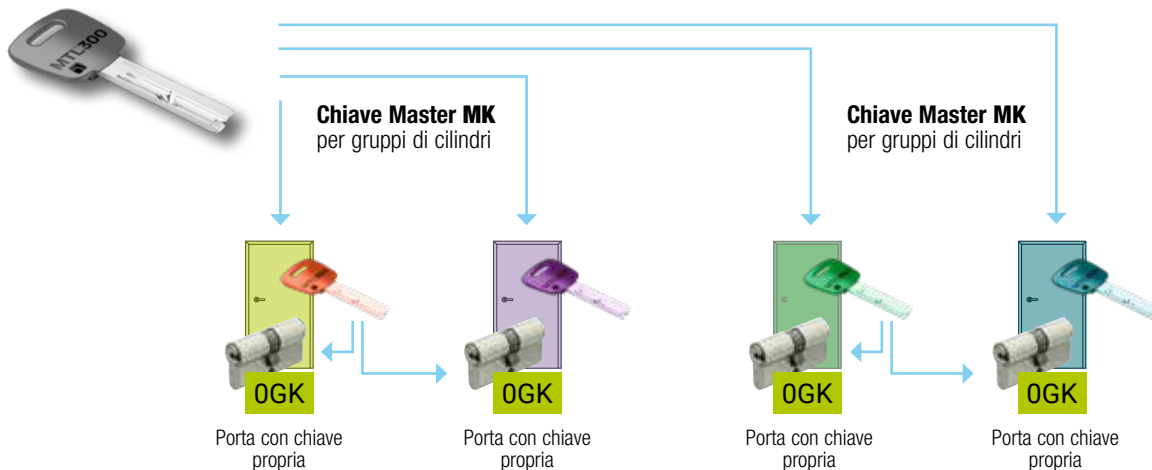 MTL300
Chiave Master MK
per gruppi di cilindri
Chiave Master MK
per gruppi di cilindri
0GK
0GK
0GK
0GK
Porta con chiave
propria
Porta con chiave
propria
Porta con chiave
propria
Porta con chiave
propria